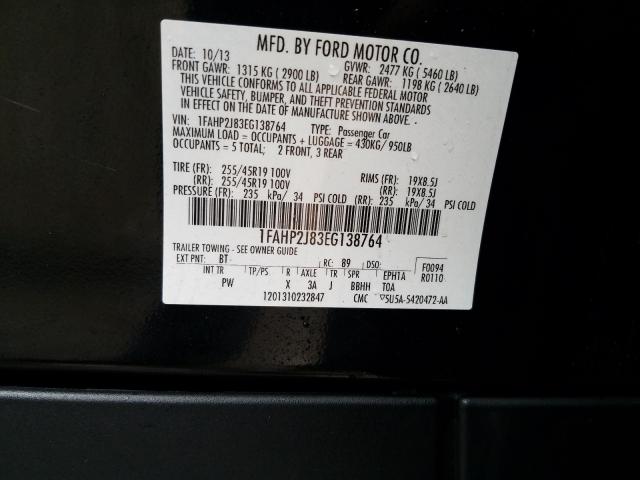 MFD. BY FORD MOTOR CO.
DATE: 10/13 GVWR: 2477 KG ( 5460 LB)
FRONT GAWR: 1315 KG ( 2900 LB) REAR GAWR: 1198 KG ( 2640 LB)
THIS VEHICLE CONFORMS TO ALL APPLICABLE FEDERAL MOTOR
VEHICLE SAFETY, BUMPER, AND THEFT PREVENTION STANDARDS
IN EFFECT ON THE DATE OF MANUFACTURE SHOWN ABOVE.
VIN: 1FAHP2J83EG138764 TYPE: Passenger Car
MAXIMUM LOAD = OCCUPANTS + LUGGAGE = 430KG/ 950LB
OCCUPANTS = 5 TOTAL; 2 FRONT, 3 REAR
TIRE (FR): 255/45R19 100V RIMS (FR): 19X8.5J
(RR): 255/45R19 100V (RR): 19X8.5J
PRESSURE (FR): 235 kPa/ 34 PSI COLD (RR): 235 kPa/ 34 PSI COLD
1FAHP2J83EG138764
TRAILER TOWING - SEE OWNER GUIDE
EXT PNT: BT RC: B9 DSO: F0094
INT TR TP/PS R AXLE TR SPR EPH1A R0110
PW X 3A J BBHH T0A
1201310232847 CMC 5U5A-5420472-AA